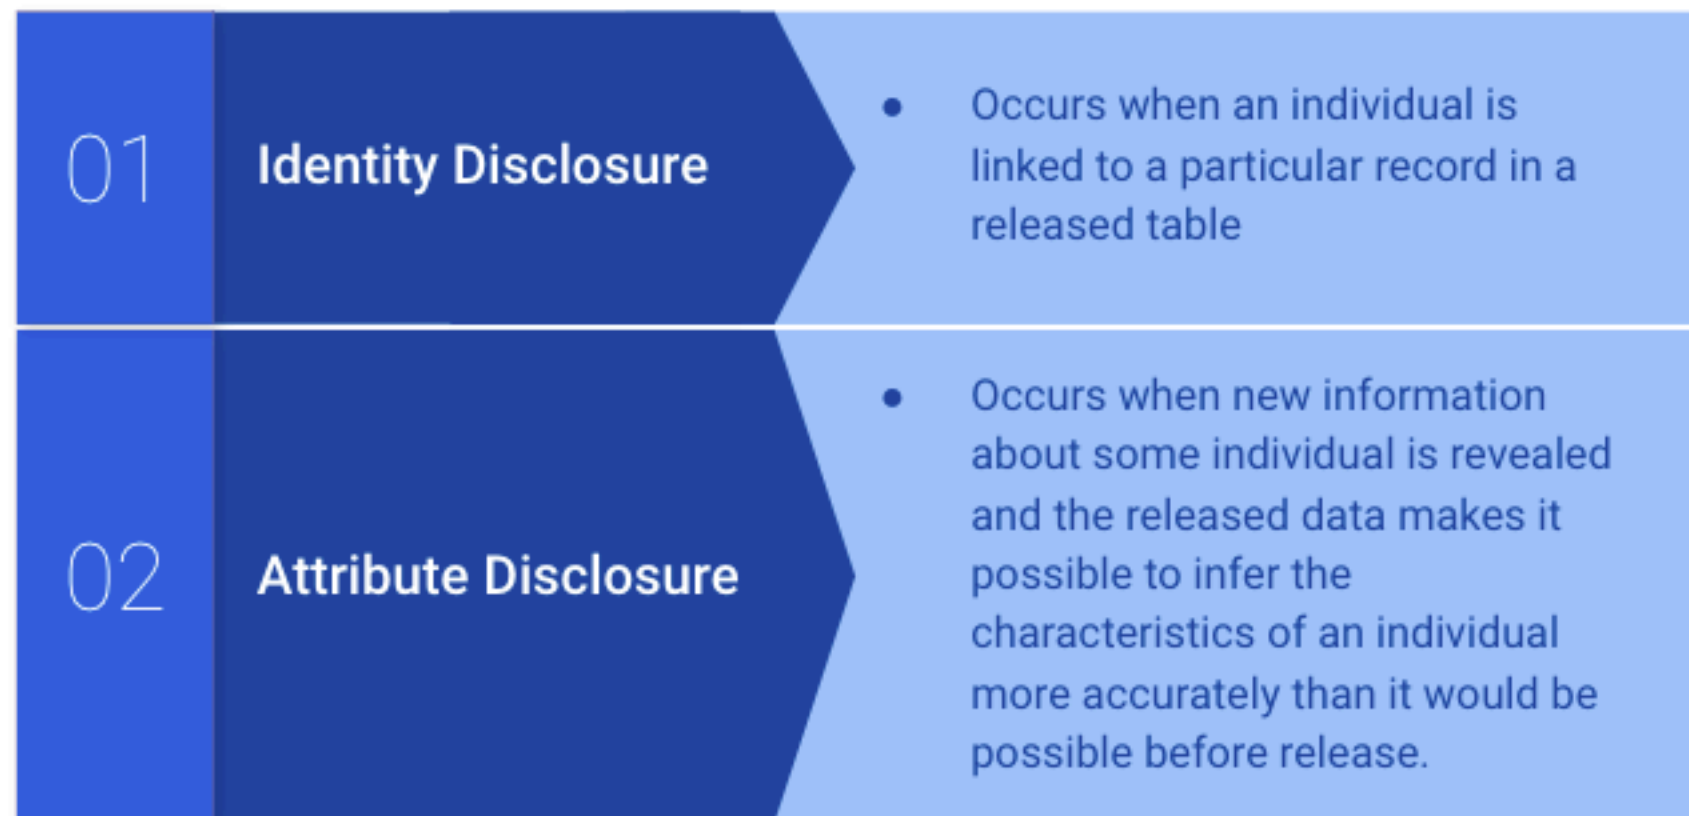 01
Identity Disclosure
● Occurs when an individual is
linked to a particular record in a
released table
02
Attribute Disclosure
● Occurs when new information
about some individual is revealed
and the released data makes it
possible to infer the
characteristics of an individual
more accurately than it would be
possible before release.